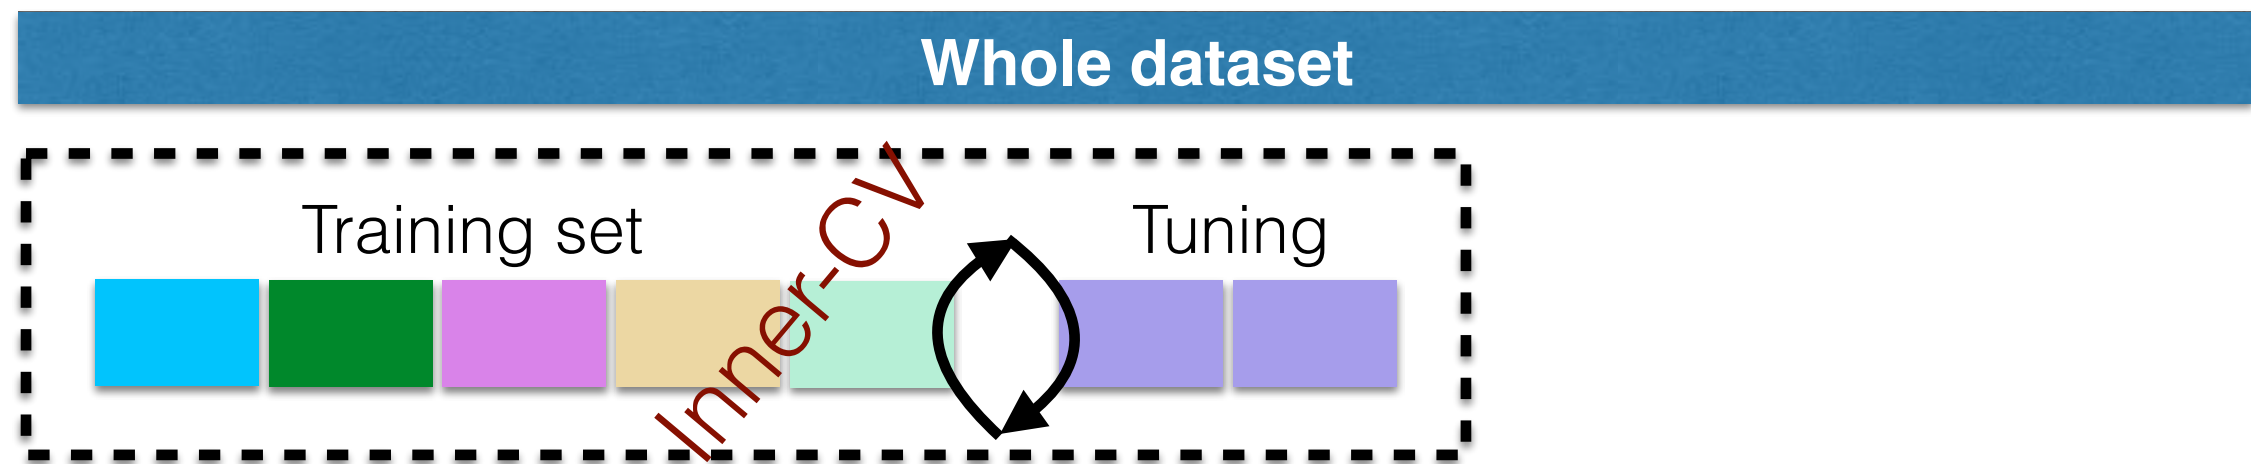 Whole dataset
Training set
Tuning
Inner-CV